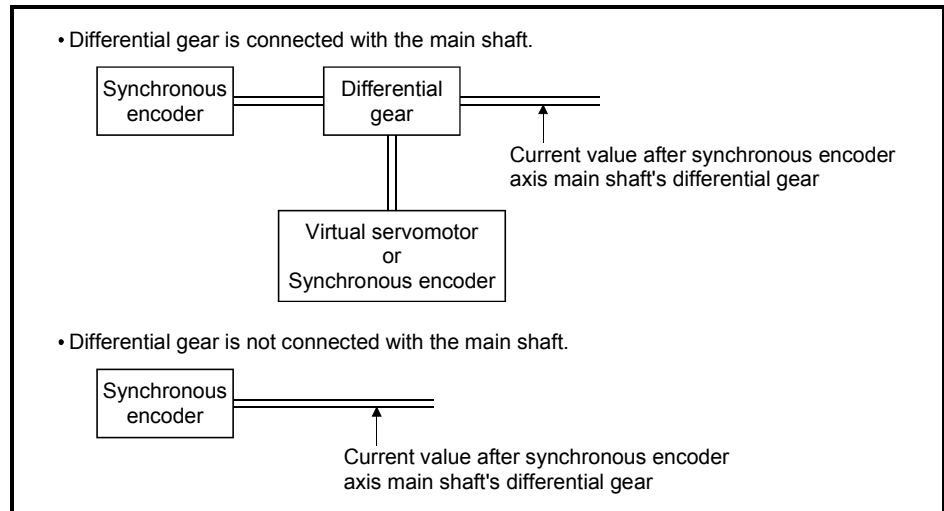 • Differential gear is connected with the main shaft.
Synchronous
encoder
Differential
gear
Current value after synchronous encoder
axis main shaft's differential gear
Virtual servomotor
or
Synchronous encoder
• Differential gear is not connected with the main shaft.
Synchronous
encoder
Current value after synchronous encoder
axis main shaft's differential gear